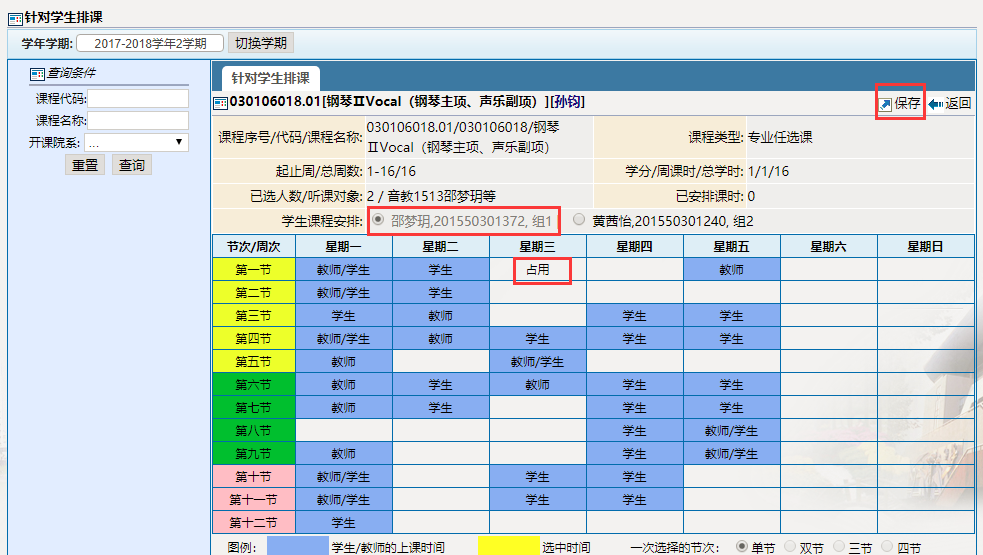 针对学生排课
学年学期: 2017-2018学年2学期 切换学期
查询条件
课程代码:
课程名称:
开课院系: ...
重置 查询
针对学生排课
030106018.01[钢琴ⅡVocal（钢琴主项、声乐副项）][孙钧] 保存 返回
课程序号/代码/课程名称: 030106018.01/030106018/钢琴
ⅡVocal（钢琴主项、声乐副项） 课程类型: 专业任选课
起止周/总周数: 1-16/16 学分/周课时/总学时: 1/1/16
已选人数/听课对象: 2 / 音教1513邵梦玥等 已安排课时: 0
学生课程安排: 邵梦玥,201550301372, 组1 黄茜怡,201550301240, 组2
节次/周次 星期一 星期二 星期三 星期四 星期五 星期六 星期日
第一节 教师/学生 学生 占用 教师
第二节 教师/学生 学生
第三节 学生 教师 学生 学生
第四节 教师/学生 教师 学生 学生 学生
第五节 教师 教师/学生
第六节 教师 学生 教师 学生 学生
第七节 教师 学生 学生 学生
第八节 学生 教师/学生
第九节 教师 学生 教师/学生
第十节 教师/学生 学生 学生
第十一节 教师/学生 学生 学生
第十二节 学生
图例: 学生/教师的上课时间 选中时间 一次选择的节次: 单节 双节 三节 四节